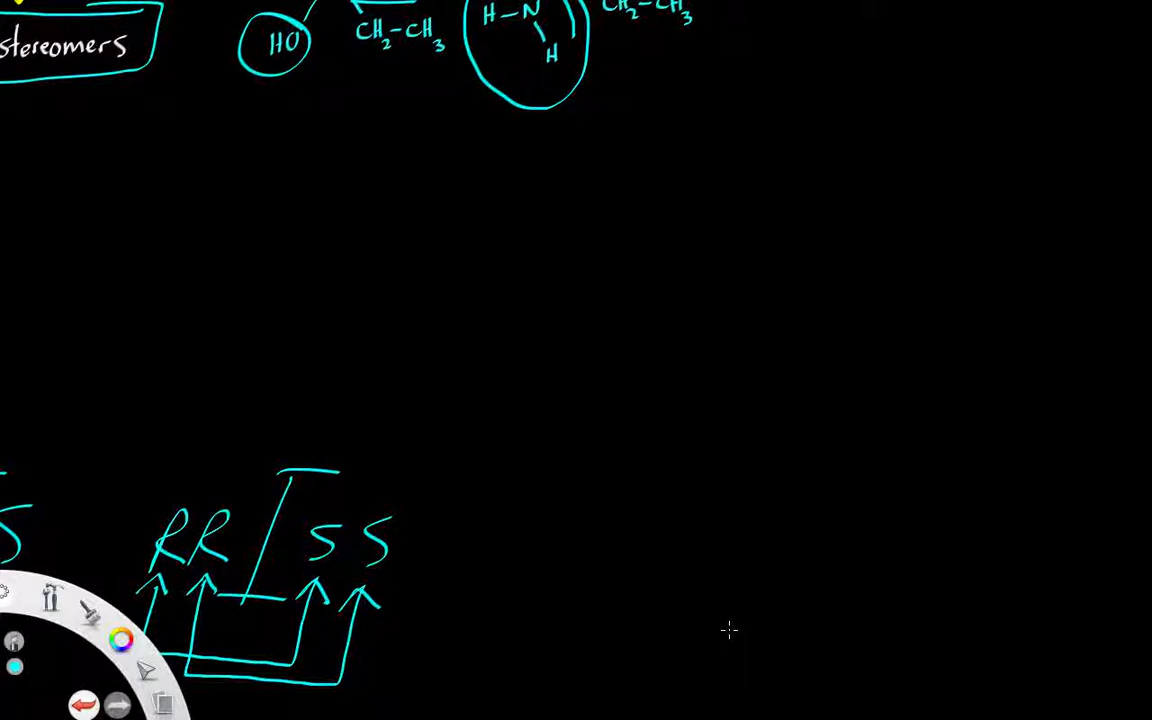 stereomers
HO
CH2-CH3
H-N
H
CH2-CH3
S
RR / SS